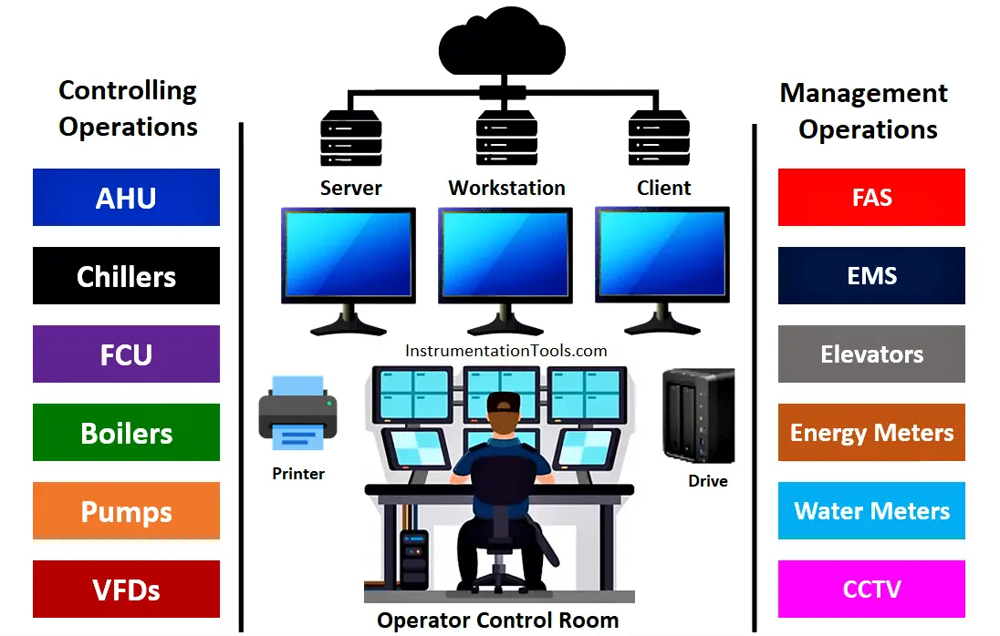 Controlling
Operations
AHU
Chillers
FCU
Boilers
Pumps
VFDs
Server
Workstation
Client
InstrumentationTools.com
Printer
Drive
Operator Control Room
Management
Operations
FAS
EMS
Elevators
Energy Meters
Water Meters
CCTV